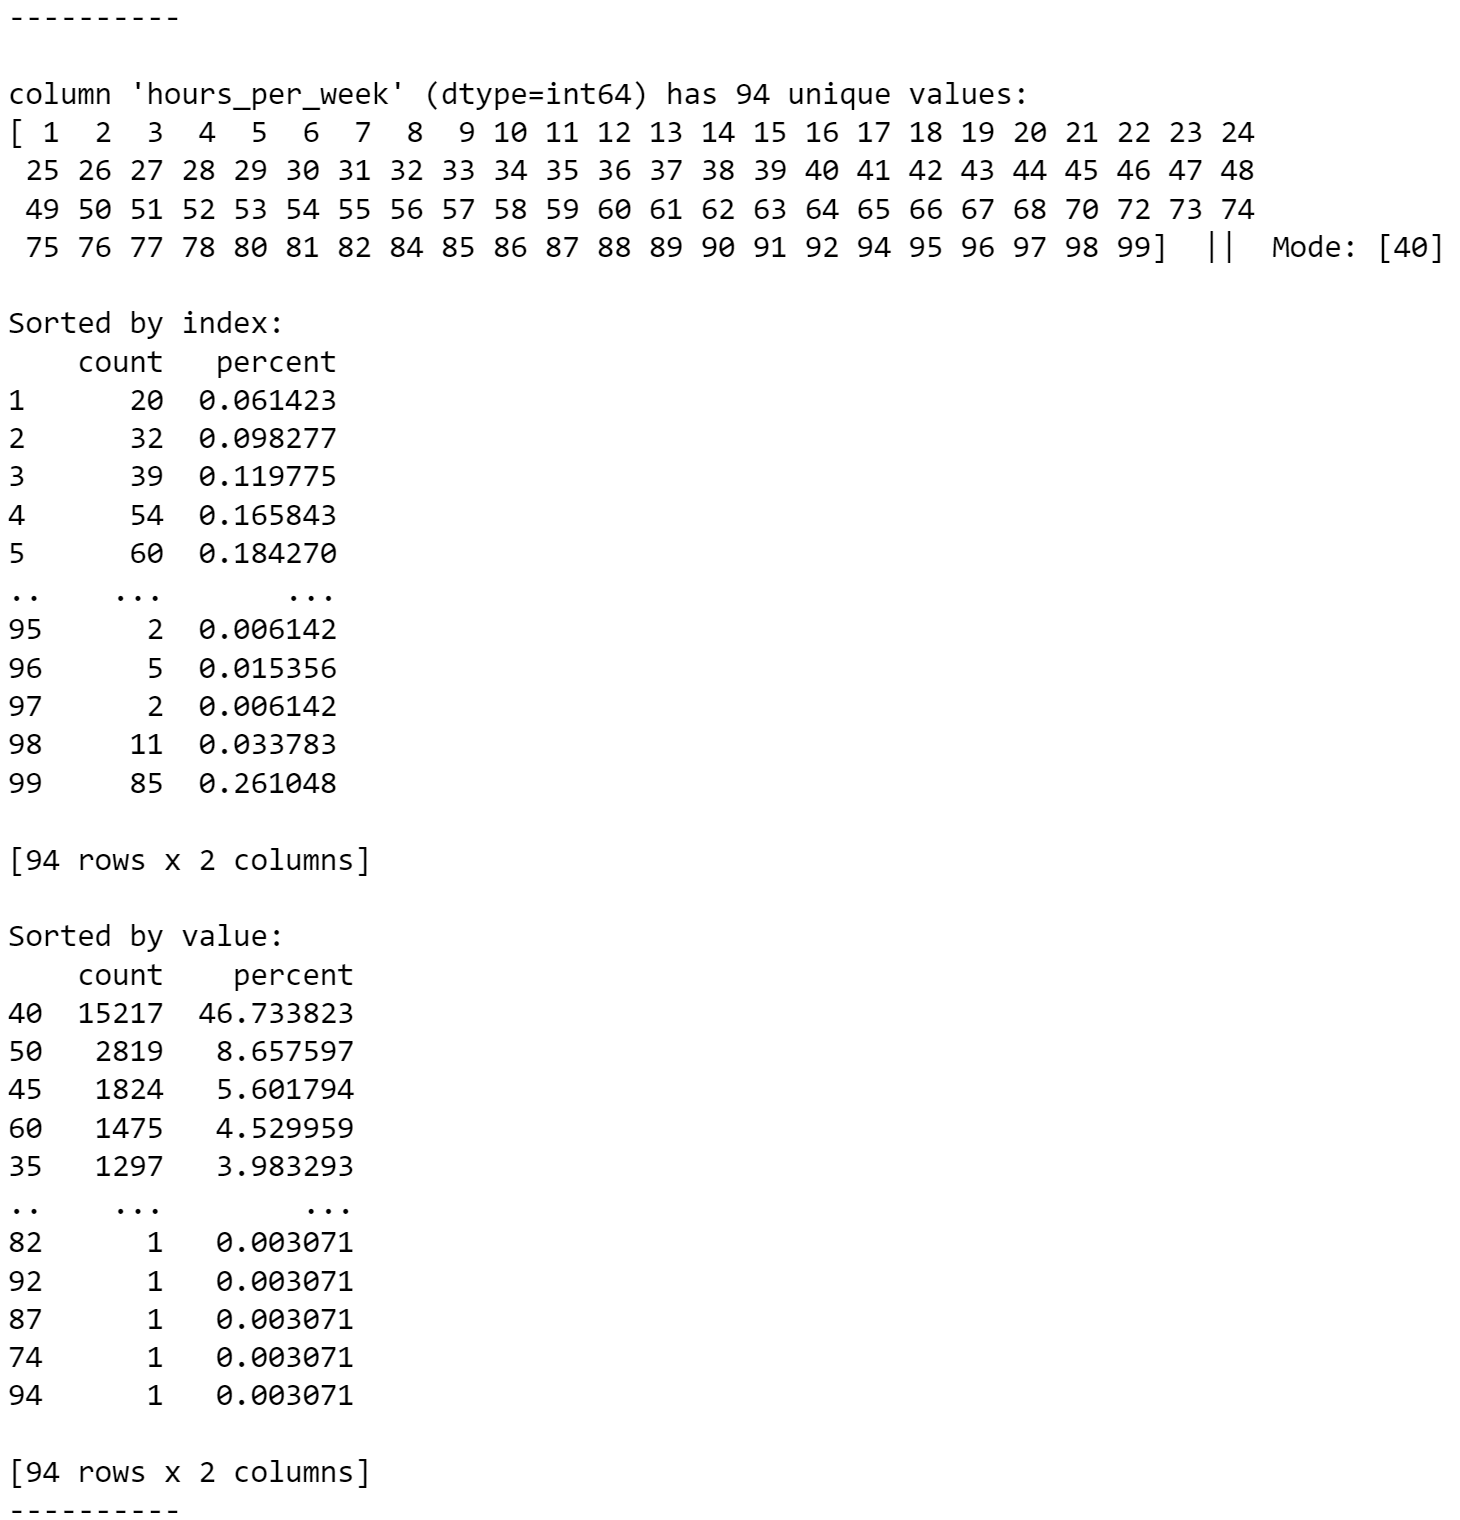 ----------
column 'hours_per_week' (dtype=int64) has 94 unique values:
[ 1  2  3  4  5  6  7  8  9 10 11 12 13 14 15 16 17 18 19 20 21 22 23 24
 25 26 27 28 29 30 31 32 33 34 35 36 37 38 39 40 41 42 43 44 45 46 47 48
 49 50 51 52 53 54 55 56 57 58 59 60 61 62 63 64 65 66 67 68 70 72 73 74
 75 76 77 78 80 81 82 84 85 86 87 88 89 90 91 92 94 95 96 97 98 99]  ||  Mode: [40]
Sorted by index:
    count   percent
1      20  0.061423
2      32  0.098277
3      39  0.119775
4      54  0.165843
5      60  0.184270
..    ...       ...
95      2  0.006142
96      5  0.015356
97      2  0.006142
98     11  0.033783
99     85  0.261048
[94 rows x 2 columns]
Sorted by value:
    count    percent
40  15217  46.733823
50   2819   8.657597
45   1824   5.601794
60   1475   4.529959
35   1297   3.983293
..    ...        ...
82      1   0.003071
92      1   0.003071
87      1   0.003071
74      1   0.003071
94      1   0.003071
[94 rows x 2 columns]
----------